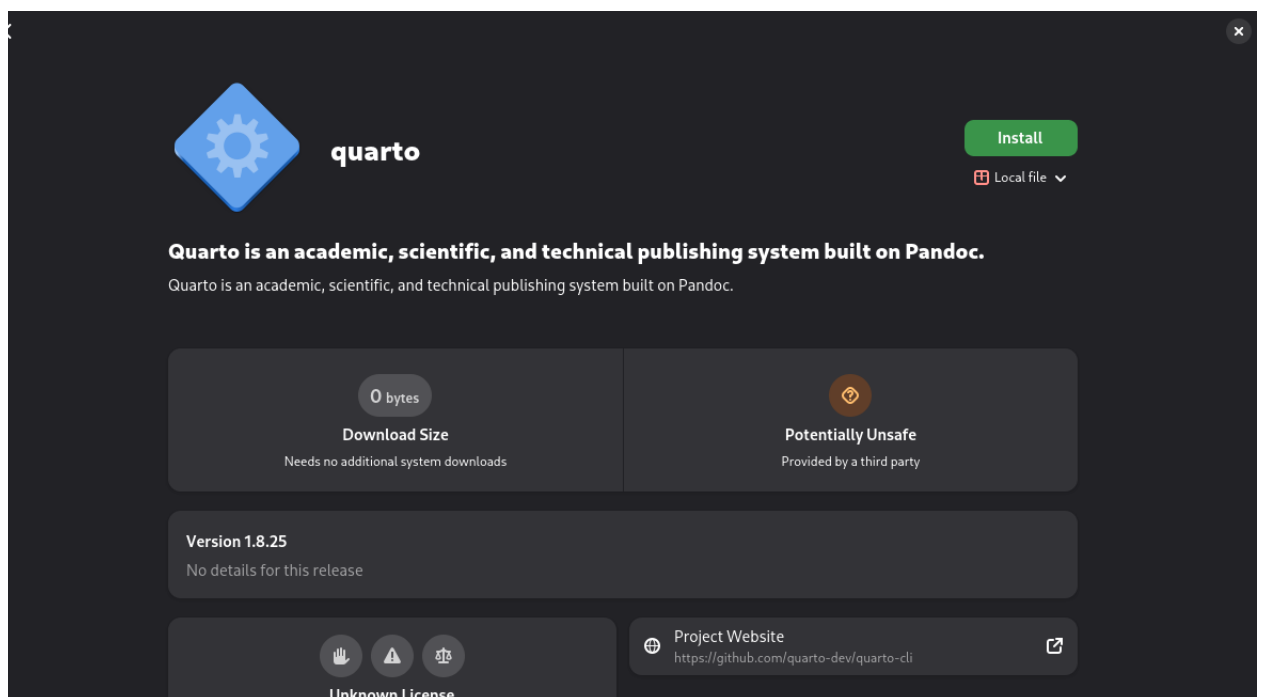 quarto
Install
Local file
Quarto is an academic, scientific, and technical publishing system built on Pandoc.
Quarto is an academic, scientific, and technical publishing system built on Pandoc.
0 bytes
Download Size
Needs no additional system downloads
Potentially Unsafe
Provided by a third party
Version 1.8.25
No details for this release
Unknown License
Project Website
https://github.com/quarto-dev/quarto-cli